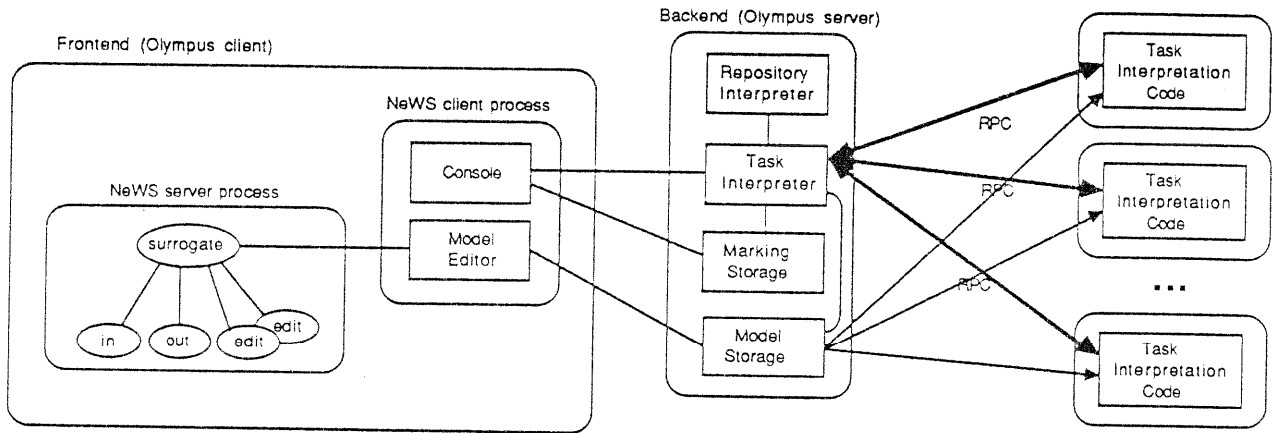 Backend (Olympus server)
Frontend (Olympus client)
Task
Interpretation
Code
Repository
Interpreter
NeWS client process
RPC
Console
Task
Interpreter
NeWS server process
RPC
Task
Interpretation
Code
surrogate
Model
Editor
Marking
Storage
RPC
...
in
out
edit
edit
Model
Storage
Task
Interpretation
Code